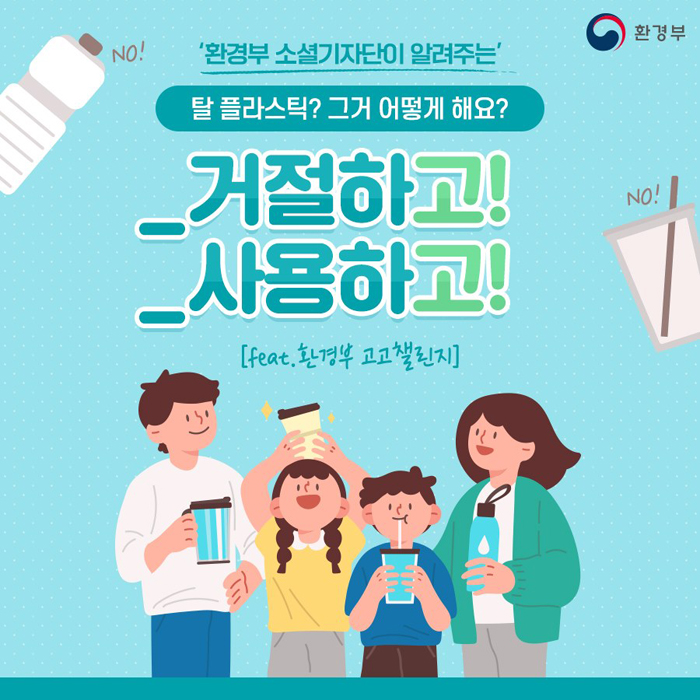 환경부
'환경부 소셜기자단이 알려주는'
NO!
탈 플라스틱? 그거 어떻게 해요?
_거절하고!
NO!
_사용하고!
[feat.환경부 고고챌린지]